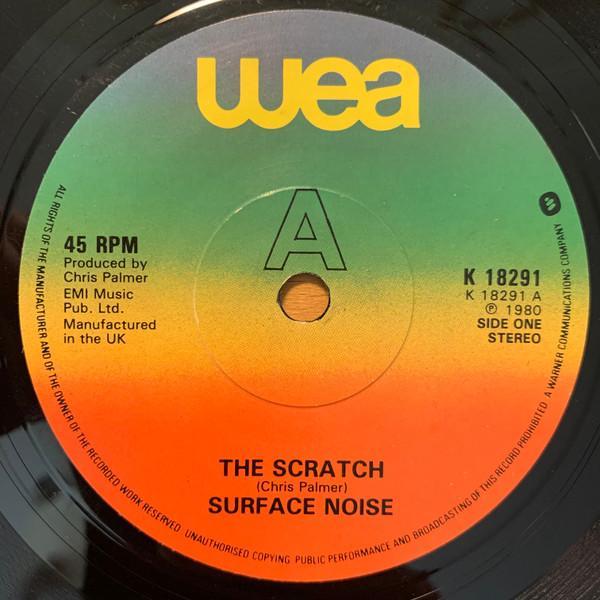 wea
A
45 RPM
Produced by
Chris Palmer
EMI Music
Pub. Ltd.
Manufactured
in the UK
K 18291
K 18291 A
Ⓟ 1980
SIDE ONE
STEREO
THE SCRATCH
(Chris Palmer)
SURFACE NOISE
ALL RIGHTS OF THE MANUFACTURER AND OF THE OWNER OF THE RECORDED WORK RESERVED UNAUTHORISED COPYING PUBLIC PERFORMANCE AND BROADCASTING OF THIS RECORD PROHIBITED A WARNER COMMUNICATIONS COMPANY